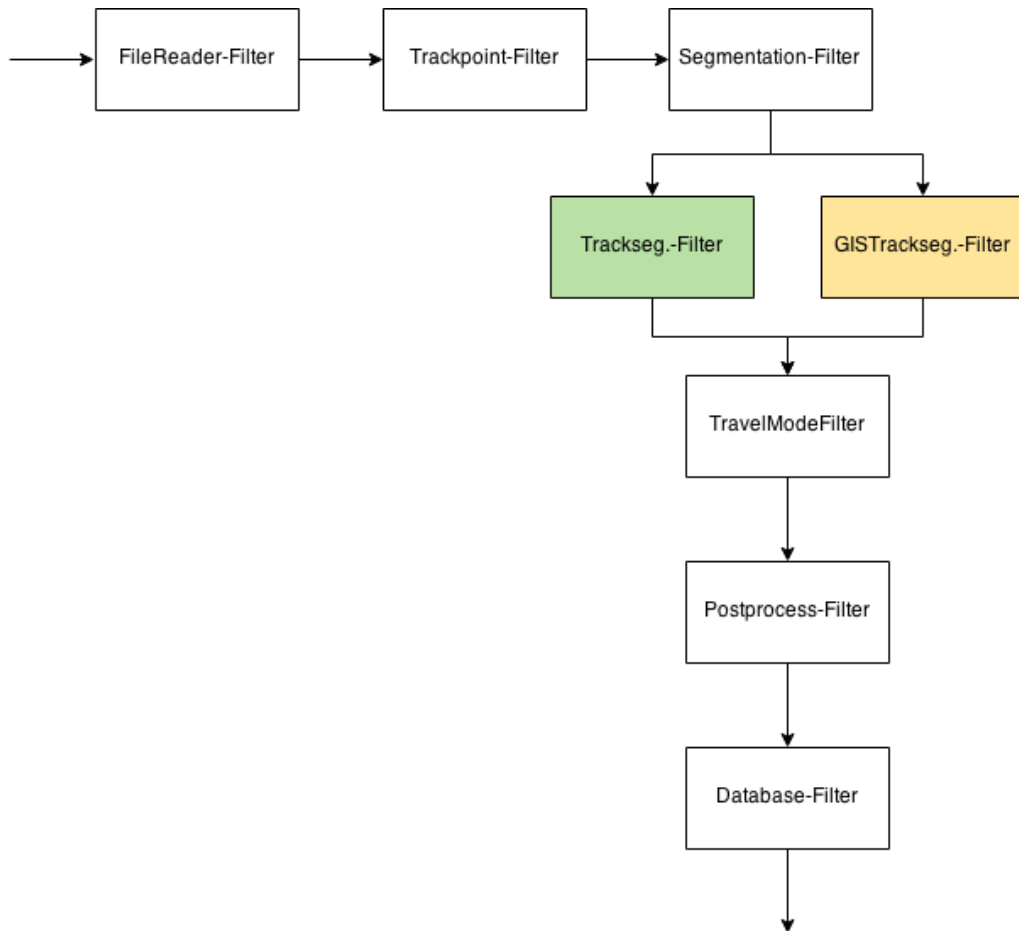 FileReader-Filter
Trackpoint-Filter
Segmentation-Filter
Trackseg.-Filter
GISTrackseg.-Filter
TravelModeFilter
Postprocess-Filter
Database-Filter